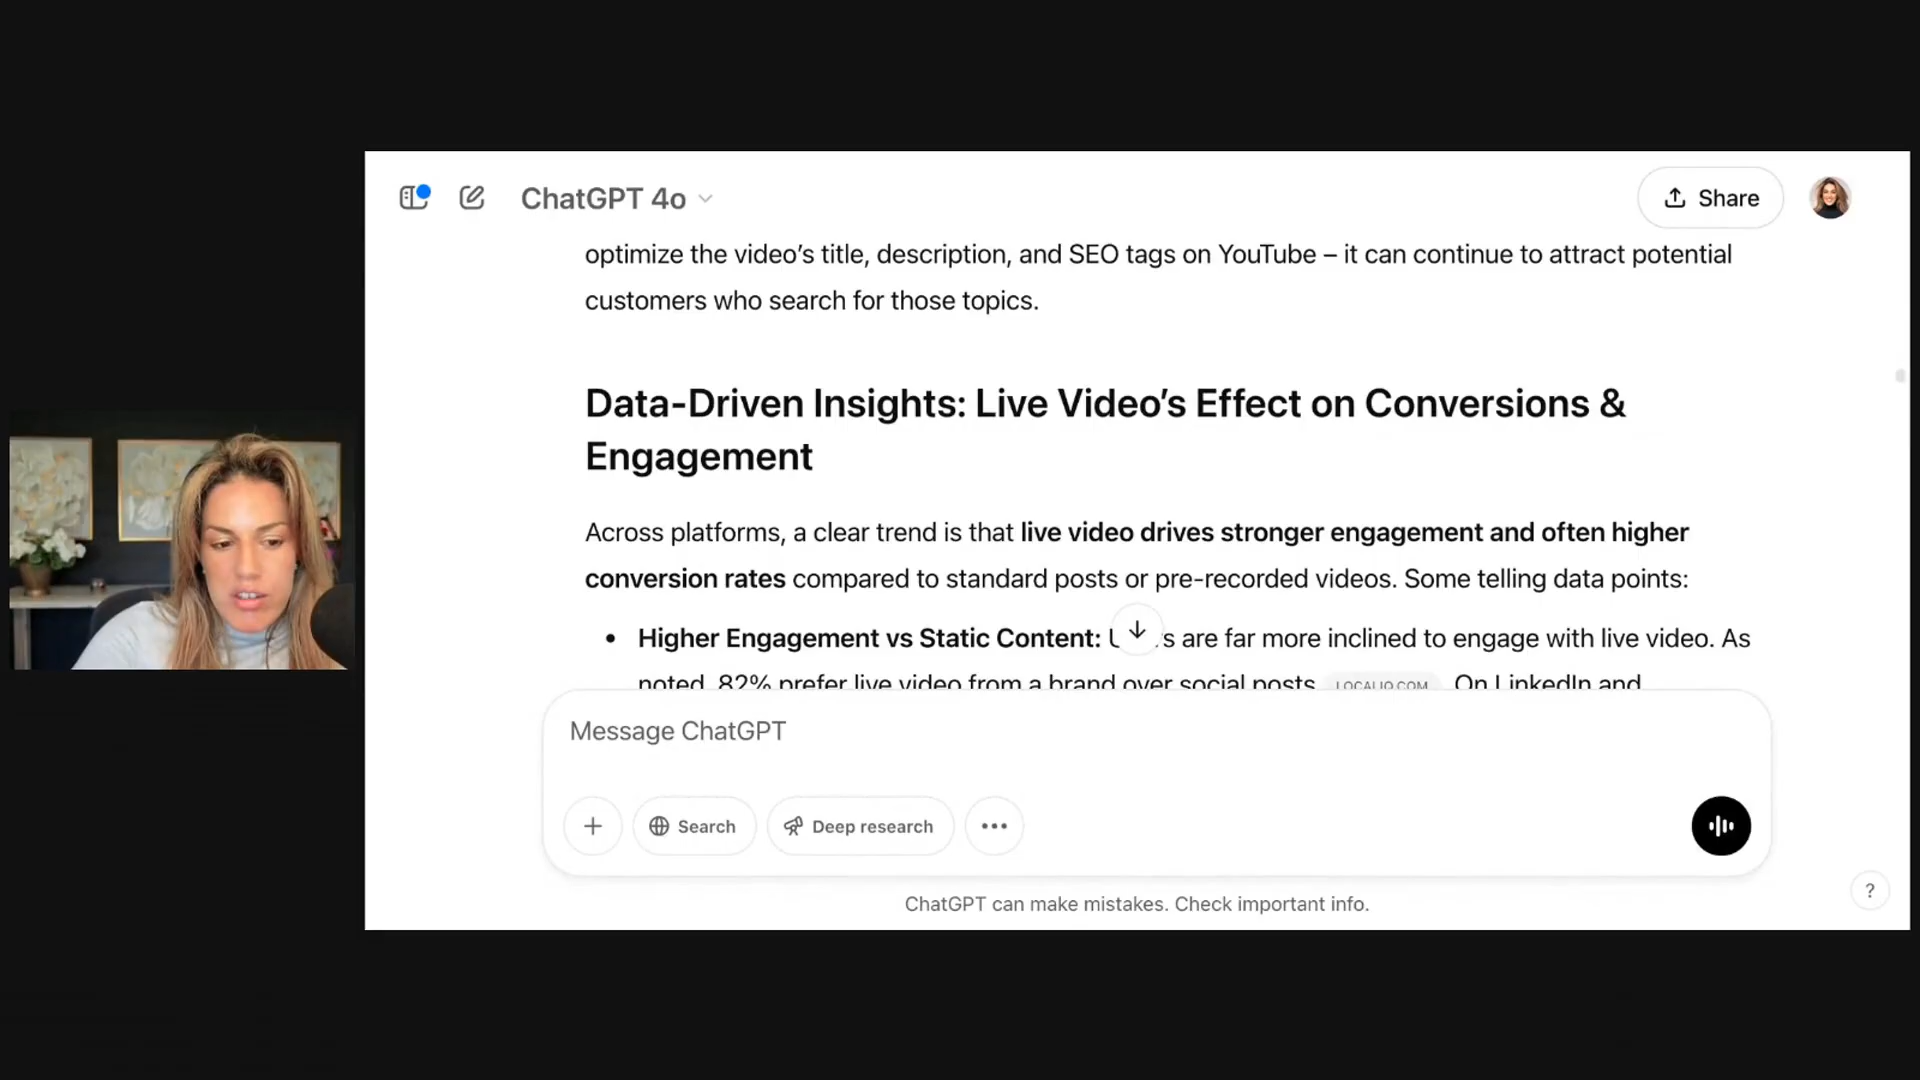 ChatGPT 4o
Share
optimize the video’s title, description, and SEO tags on YouTube – it can continue to attract potential
customers who search for those topics.
Data-Driven Insights: Live Video’s Effect on Conversions &
Engagement
Across platforms, a clear trend is that live video drives stronger engagement and often higher
conversion rates compared to standard posts or pre-recorded videos. Some telling data points:
• Higher Engagement vs Static Content: are far more inclined to engage with live video. As
noted, 82% prefer live video from a brand over social posts LOCALIQ.COM . On LinkedIn and
Message ChatGPT
Search
Deep research
ChatGPT can make mistakes. Check important info.
?